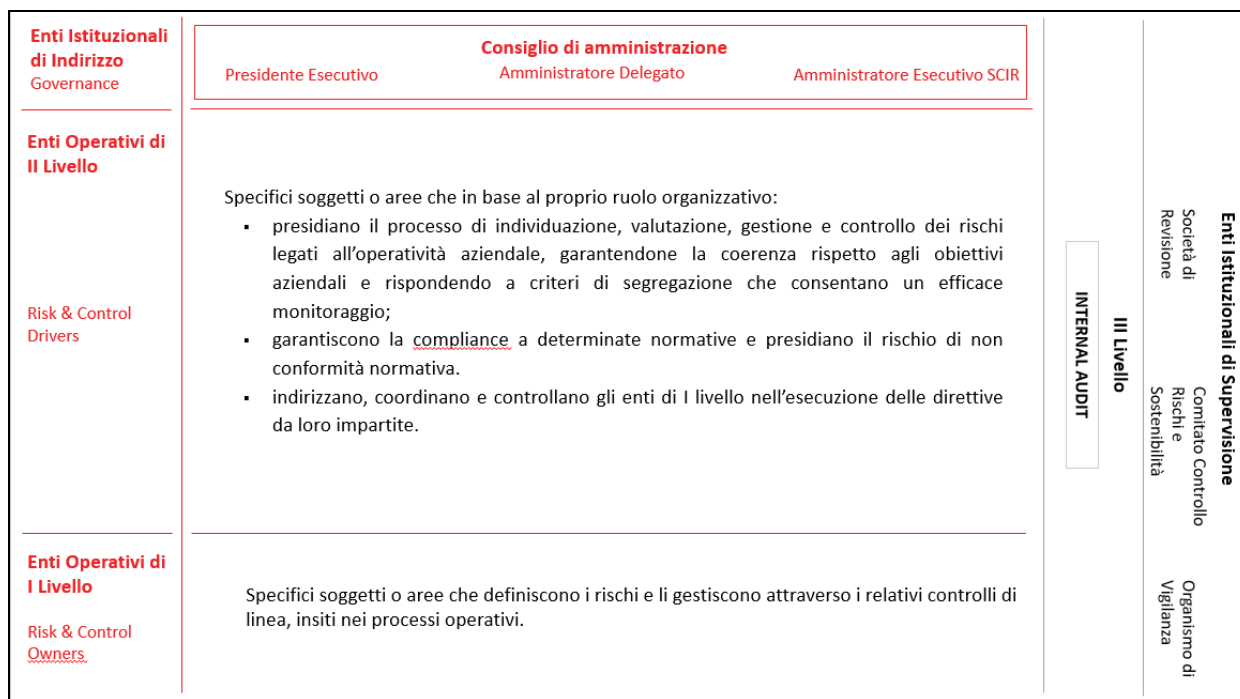 Enti Istituzionali
di Indirizzo
Governance
Consiglio di amministrazione
Presidente Esecutivo
Amministratore Delegato
Amministratore Esecutivo SCIR
Enti Operativi di
II Livello
Risk & Control
Drivers
Specifici soggetti o aree che in base al proprio ruolo organizzativo:
▪ presidiano il processo di individuazione, valutazione, gestione e controllo dei rischi
legati all’operatività aziendale, garantendone la coerenza rispetto agli obiettivi
aziendali e rispondendo a criteri di segregazione che consentano un efficace
monitoraggio;
▪ garantiscono la compliance a determinate normative e presidiano il rischio di non
conformità normativa.
▪ indirizzano, coordinano e controllano gli enti di I livello nell’esecuzione delle direttive
da loro impartite.
Enti Operativi di
I Livello
Risk & Control
Owners
Specifici soggetti o aree che definiscono i rischi e li gestiscono attraverso i relativi controlli di
linea, insiti nei processi operativi.
III Livello
INTERNAL AUDIT
Enti Istituzionali di Supervisione
Società di
Revisione
Comitato Controllo
Rischi e
Sostenibilità
Organismo di
Vigilanza